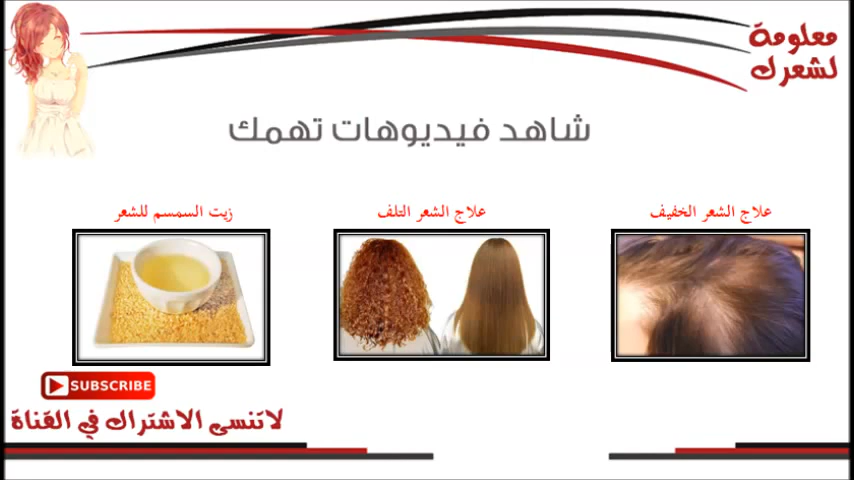 معلومة
لشعرك
شاهد فيديوهات تهمك
علاج الشعر الخفيف
علاج الشعر التلف
زيت السمسم للشعر
SUBSCRIBE
لاتنسى الاشتراك في القناة